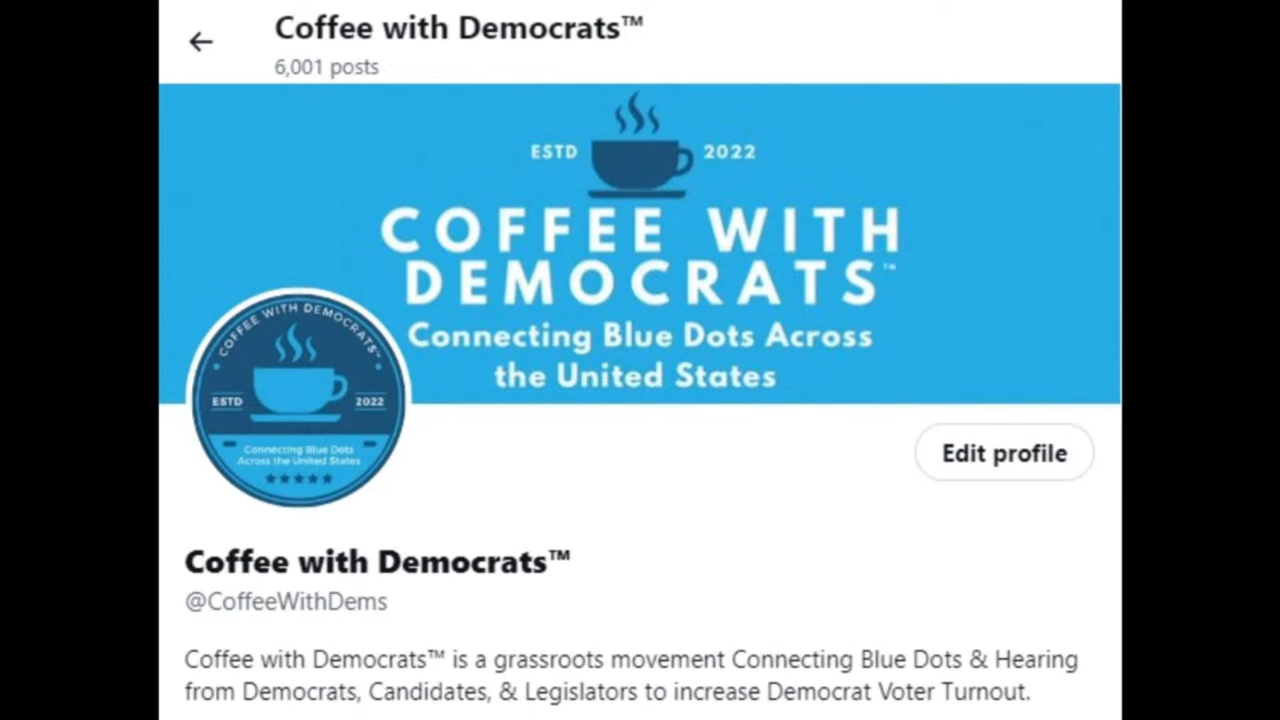 Coffee with Democrats™
6,001 posts
ESTD 2022
COFFEE WITH
DEMOCRATS™
Connecting Blue Dots Across
the United States
COFFEE WITH DEMOCRATS™
ESTD 2022
Connecting Blue Dots
Across the United States
Edit profile
Coffee with Democrats™
@CoffeeWithDems
Coffee with Democrats™ is a grassroots movement Connecting Blue Dots & Hearing
from Democrats, Candidates, & Legislators to increase Democrat Voter Turnout.